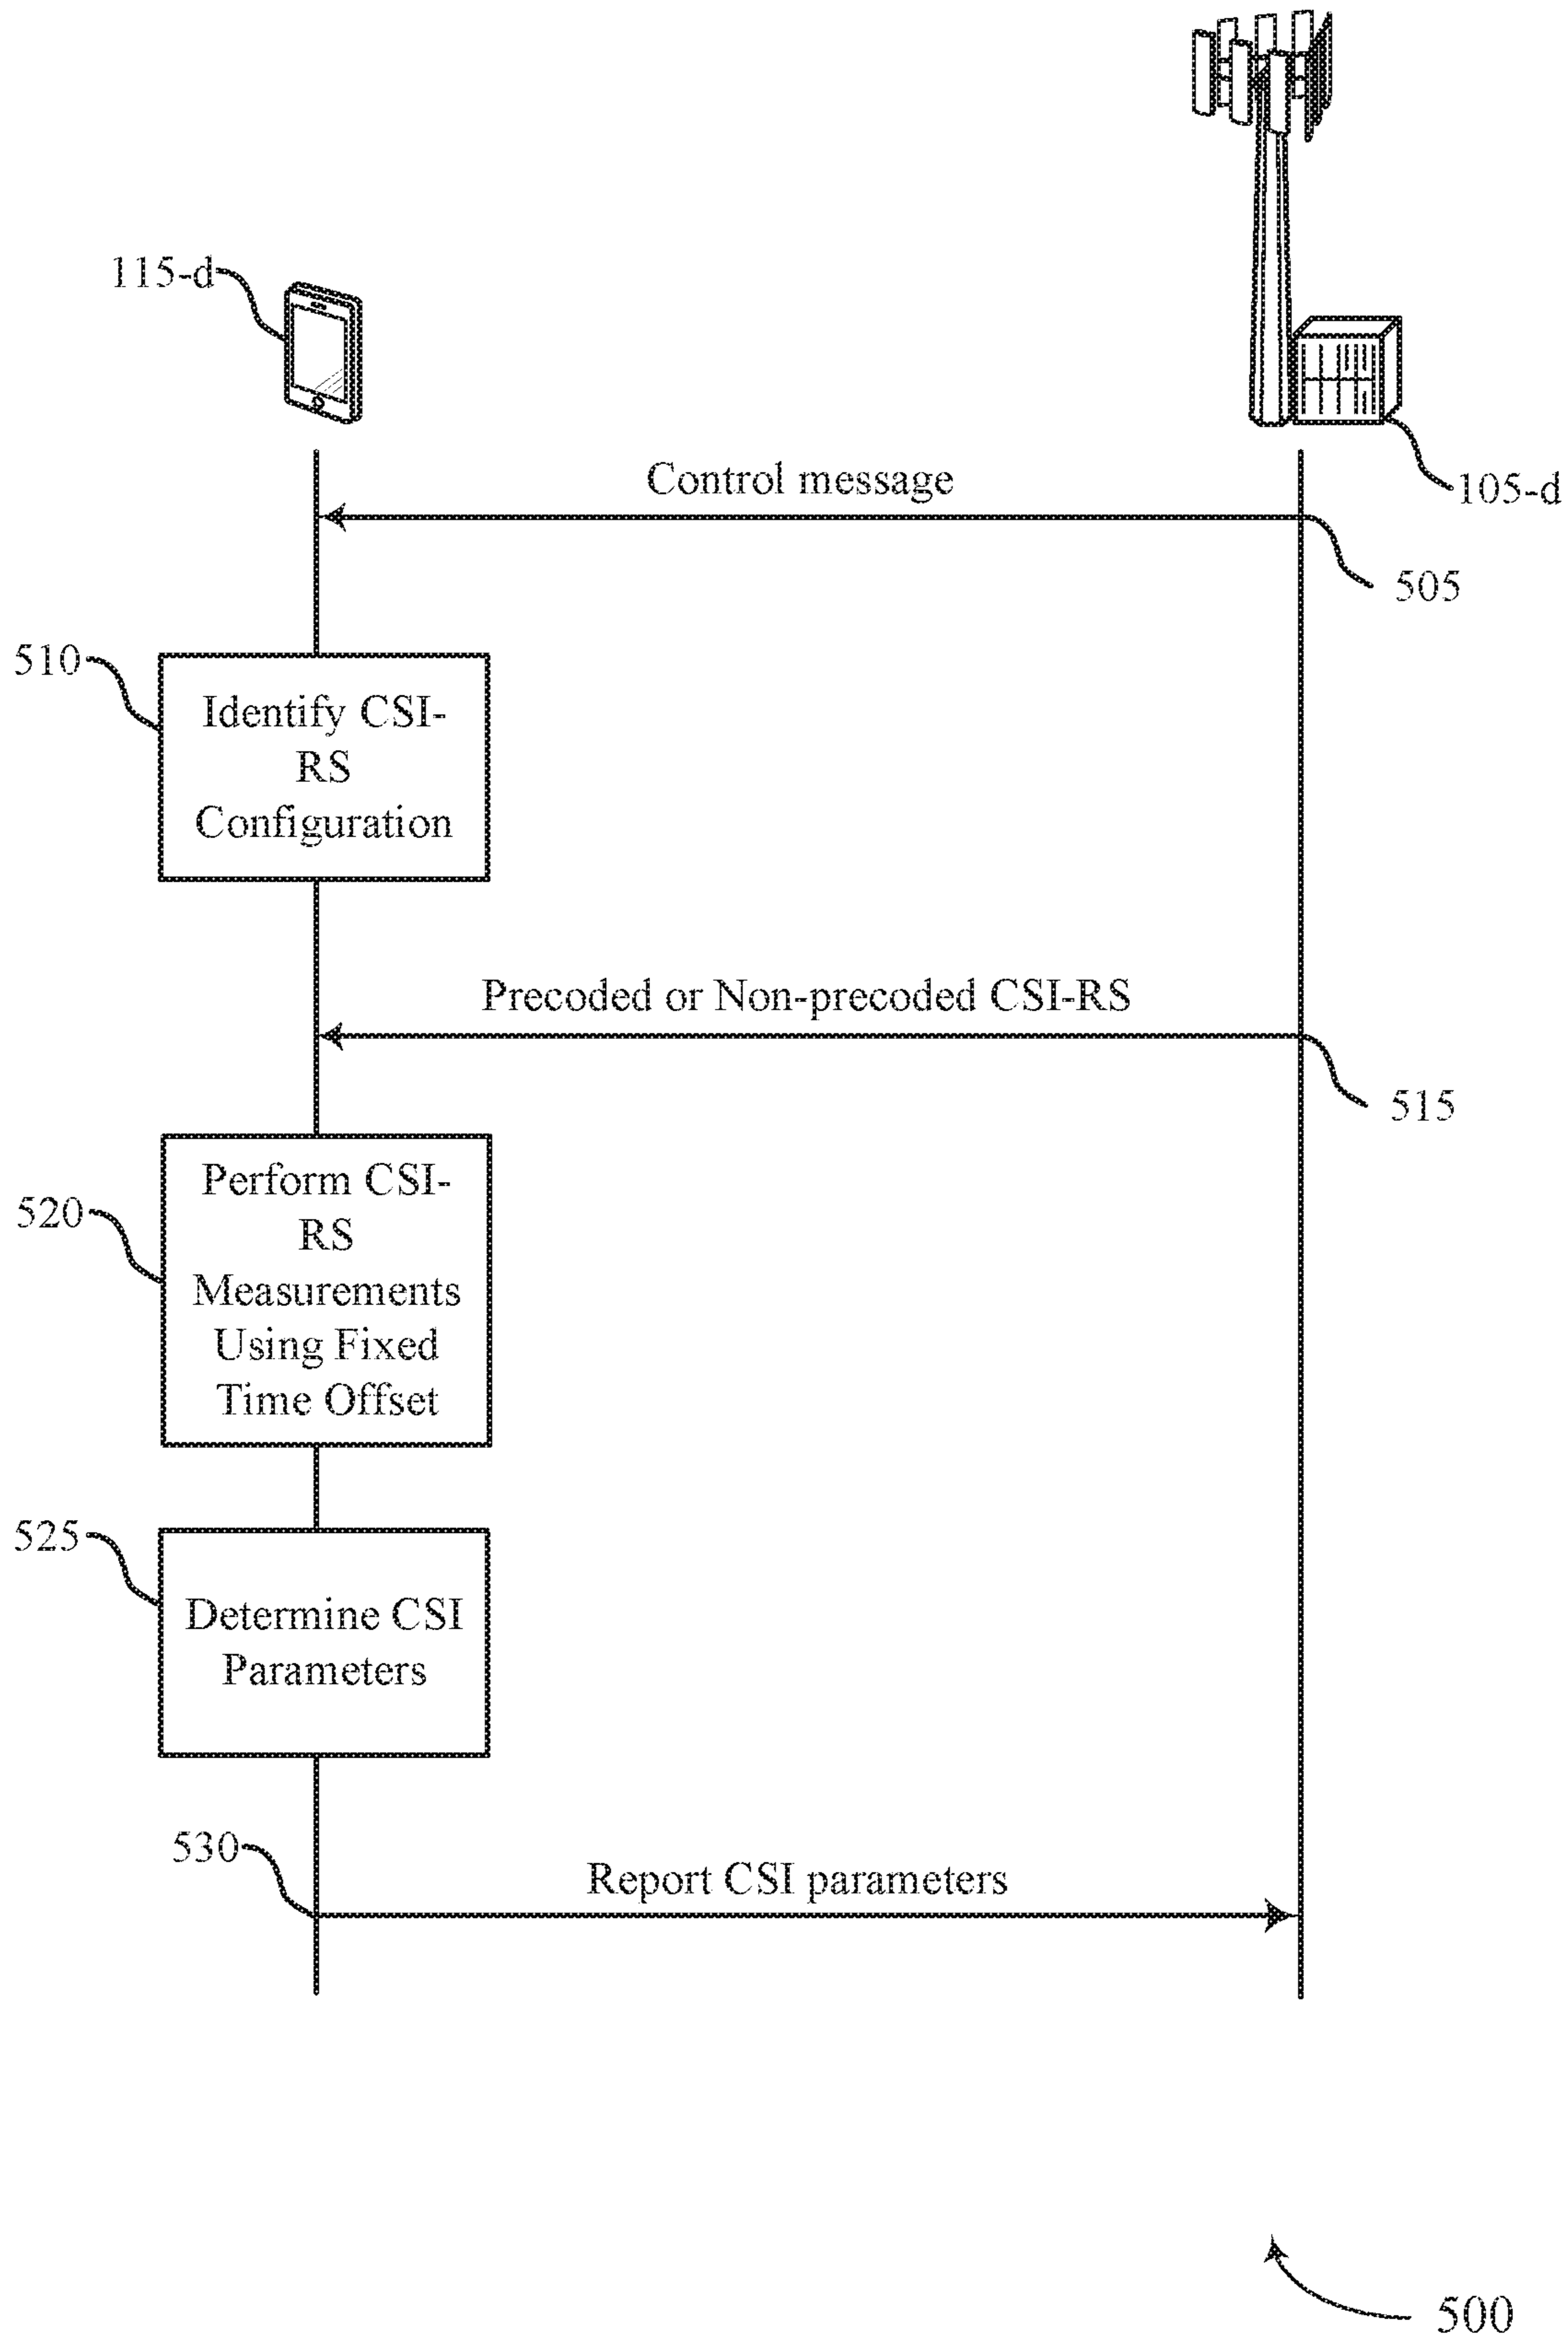 115-d
105-d
Control message
505
510
Identify CSI-
RS
Configuration
Precoded or Non-precoded CSI-RS
515
520
Perform CSI-
RS
Measurements
Using Fixed
Time Offset
525
Determine CSI
Parameters
530
Report CSI parameters
500